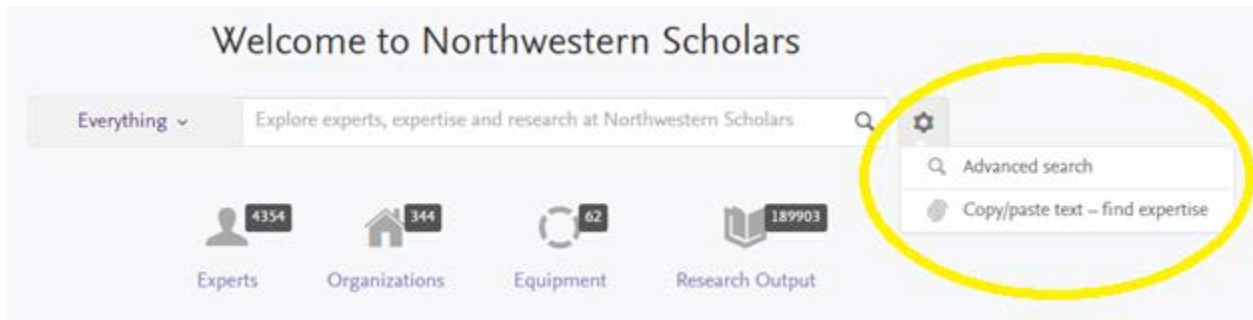 Welcome to Northwestern Scholars
Everything
Explore experts, expertise and research at Northwestern Scholars
Advanced search
Copy/paste text – find expertise
4354
344
62
189903
Experts
Organizations
Equipment
Research Output